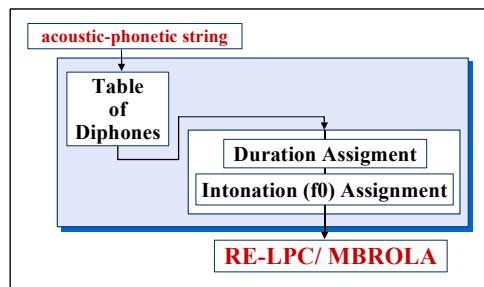 acoustic-phonetic string
Table
of
Diphones
Duration Assigment
Intonation (f0) Assignment
RE-LPC/ MBROLA